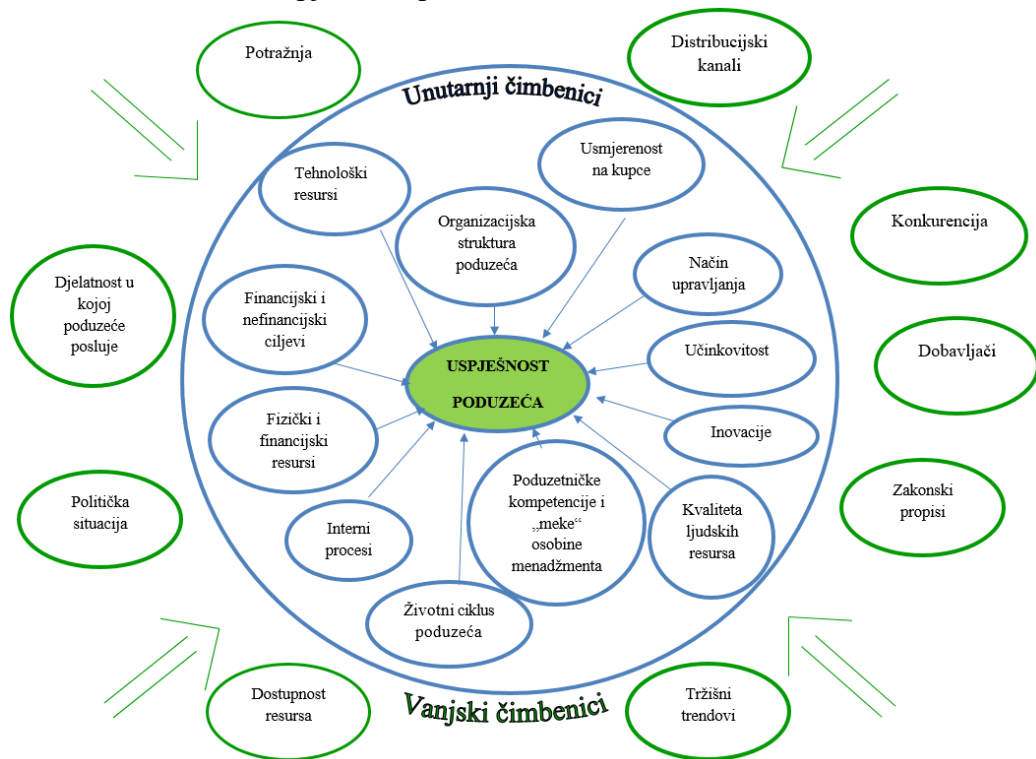 Potražnja
Distribucijski
kanali
Unutarnji čimbenici
Tehnološki
resursi
Usmjerenost
na kupce
Organizacijska
struktura
poduzeća
Konkurencija
Način
upravljanja
Djelatnost u
kojoj
poduzeće
posluje
Financijski i
nefinancijski
ciljevi
Učinkovitost
Dobavljači
USPJEŠNOST
PODUZEĆA
Fizički i
financijski
resursi
Inovacije
Politička
situacija
Interni
procesi
Poduzetničke
kompetencije i
„meke“
osobine
menadžmenta
Kvaliteta
ljudskih
resursa
Zakonski
propisi
Životni ciklus
poduzeća
Dostupnost
resursa
Vanjski čimbenici
Tržišni
trendovi